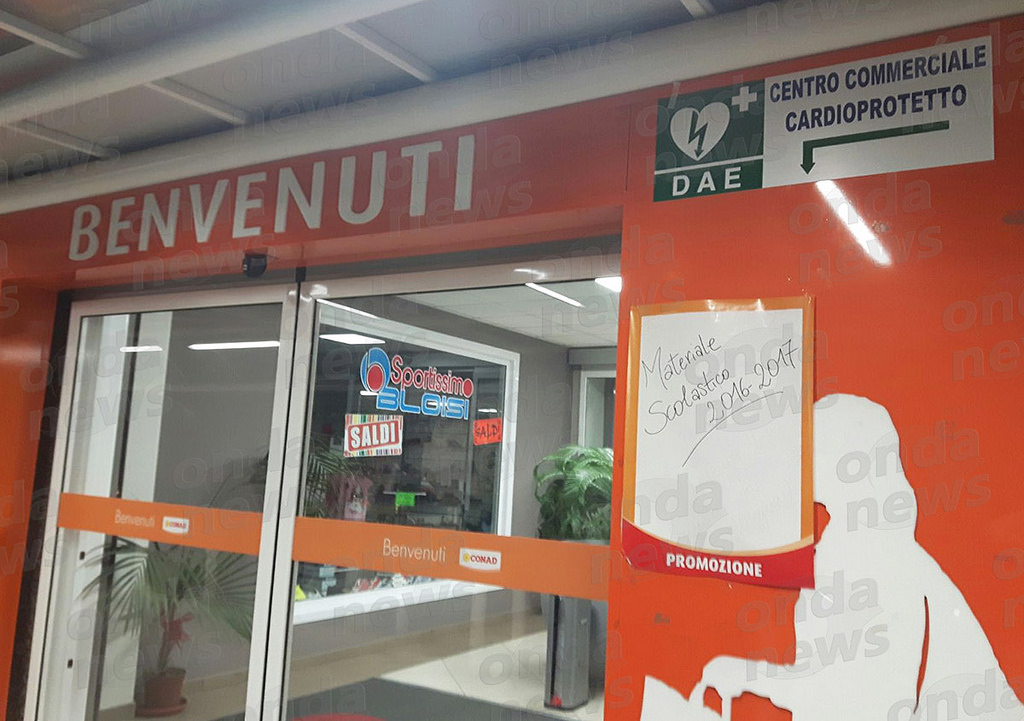 BENVENUTI
DAE
CENTRO COMMERCIALE
CARDIOPROTETTO
Sportissimo
BLOISI
SALDI
SALDI
Materiale
Scolastico
2016-2017
PROMOZIONE
Benvenuti CONAD
Benvenuti CONAD
onda
news